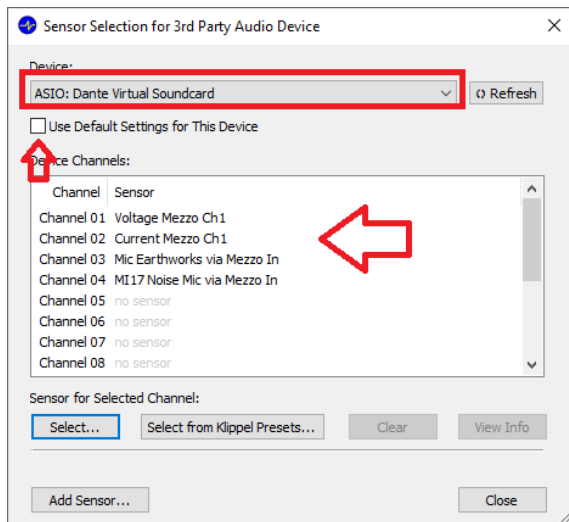 Sensor Selection for 3rd Party Audio Device
Device:
ASIO: Dante Virtual Soundcard
Refresh
Use Default Settings for This Device
Device Channels:
Channel Sensor
Channel 01 Voltage Mezzo Ch1
Channel 02 Current Mezzo Ch1
Channel 03 Mic Earthworks via Mezzo In
Channel 04 MI17 Noise Mic via Mezzo In
Channel 05 no sensor
Channel 06 no sensor
Channel 07 no sensor
Channel 08 no sensor
Sensor for Selected Channel:
Select... Select from Klippel Presets... Clear View Info
Add Sensor... Close